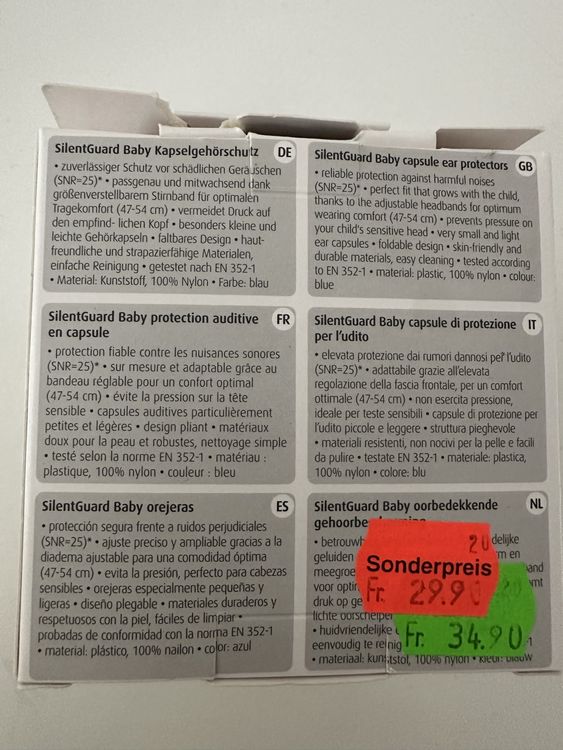 SilentGuard Baby Kapselgehörschutz DE
• zuverlässiger Schutz vor schädlichen Geräuschen
(SNR=25)* • passgenau und mitwachsend dank
größenverstellbarem Stirnband für optimalen
Tragekomfort (47-54 cm) • vermeidet Druck auf
den empfind- lichen Kopf • besonders kleine und
leichte Gehörkapseln • faltbares Design • haut-
freundliche und strapazierfähige Materialien,
einfache Reinigung • getestet nach EN 352-1
• Material: Kunststoff, 100% Nylon • Farbe: blau
SilentGuard Baby capsule ear protectors GB
• reliable protection against harmful noises
(SNR=25)* • perfect fit that grows with the child,
thanks to the adjustable headbands for optimum
wearing comfort (47-54 cm) • prevents pressure on
your child's sensitive head • very small and light
ear capsules • foldable design • skin-friendly and
durable materials, easy cleaning • tested according
to EN 352-1 • material: plastic, 100% nylon • colour:
blue
SilentGuard Baby protection auditive FR
en capsule
• protection fiable contre les nuisances sonores
(SNR=25)* • sur mesure et adaptable grâce au
bandeau réglable pour un confort optimal
(47-54 cm) • évite la pression sur la tête
sensible • capsules auditives particulièrement
petites et légères • design pliant • matériaux
doux pour la peau et robustes, nettoyage simple
• testé selon la norme EN 352-1 • matériau :
plastique, 100% nylon • couleur : bleu
SilentGuard Baby capsule di protezione IT
per l'udito
• elevata protezione dai rumori dannosi per l'udito
(SNR=25)* • adattabile grazie all'elevata
regolazione della fascia frontale, per un comfort
ottimale (47-54 cm) • non esercita pressione,
ideale per teste sensibili • capsule di protezione per
l'udito piccole e leggere • struttura pieghevole
• materiali resistenti, non nocivi per la pelle e facili
da pulire • testate EN 352-1 • materiale: plastica,
100% nylon • colore: blu
SilentGuard Baby orejeras ES
• protección segura frente a ruidos perjudiciales
(SNR=25)* • ajuste preciso y ampliable gracias a la
diadema ajustable para una comodidad óptima
(47-54 cm) • evita la presión, perfecto para cabezas
sensibles • orejeras especialmente pequeñas y
ligeras • diseño plegable • materiales duraderos y
respetuosos con la piel, fáciles de limpiar •
probadas de conformidad con la norma EN 352-1
• material: plástico, 100% nailon • color: azul
SilentGuard Baby oorbedekkende NL
• 
geluiden en
voor
druk op
lichte oorschelpen
• huidvriendelijke
eenvoudig te
• materiaal: kunststof, 100% nylon • kleur: blauw
20
Sonderpreis
Fr. 29.90
Fr. 34.90